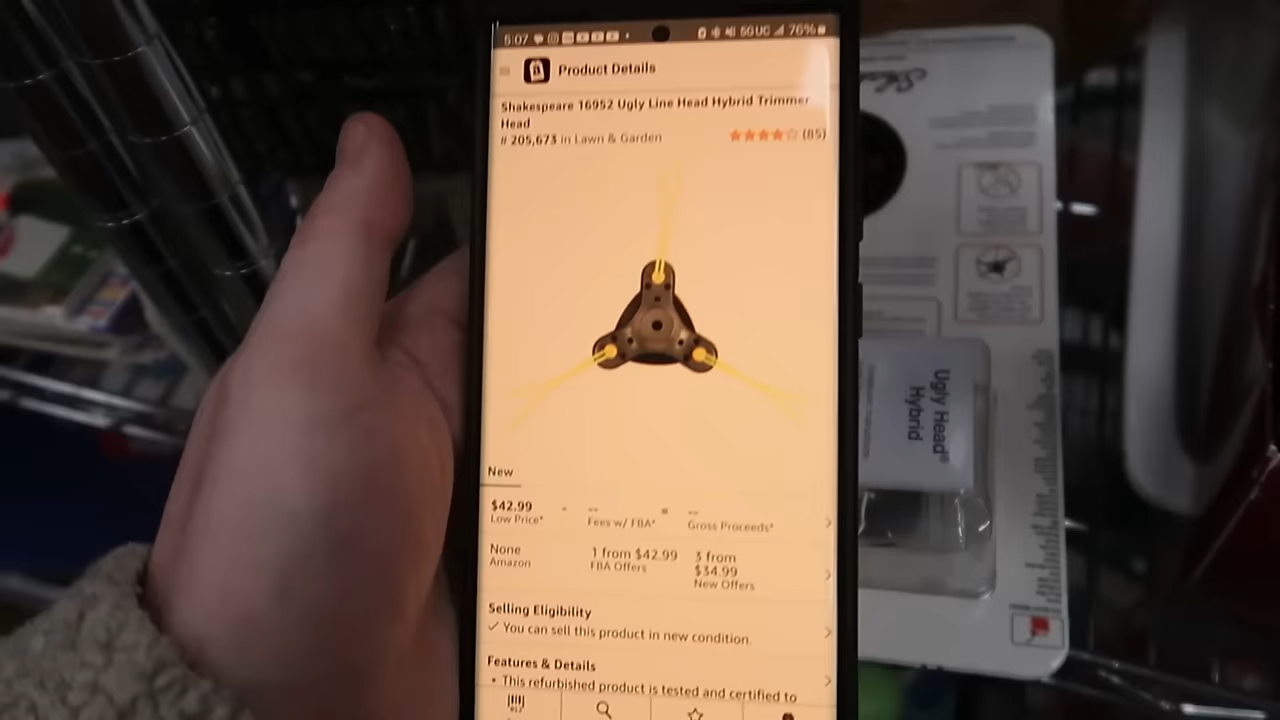 5:07
5G UC
76%
Product Details
Shakespeare 16952 Ugly Line Head Hybrid Trimmer
Head
# 205,673 in Lawn & Garden
(85)
New
$42.99 - -- = --
Low Price* Fees w/ FBA* Gross Proceeds*
None 1 from $42.99 3 from
Amazon FBA Offers $34.99
New Offers
Selling Eligibility
✓ You can sell this product in new condition.
Features & Details
• This refurbished product is tested and certified to
Ugly Head®
Hybrid